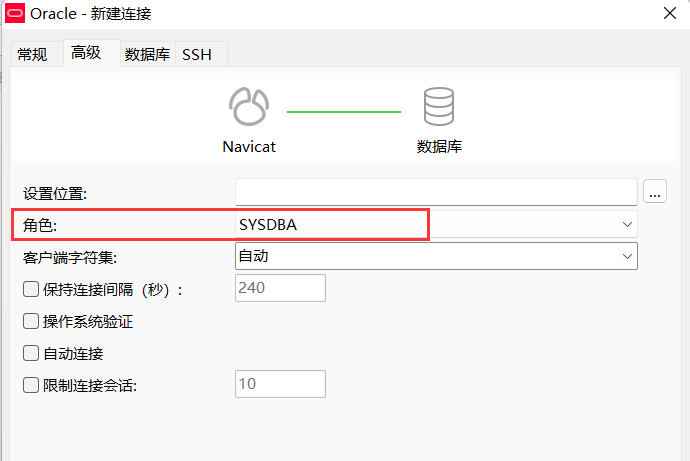 Oracle - 新建连接
常规 高级 数据库 SSH
Navicat 数据库
设置位置: ...
角色: SYSDBA
客户端字符集: 自动
保持连接间隔（秒）: 240
操作系统验证
自动连接
限制连接会话: 10